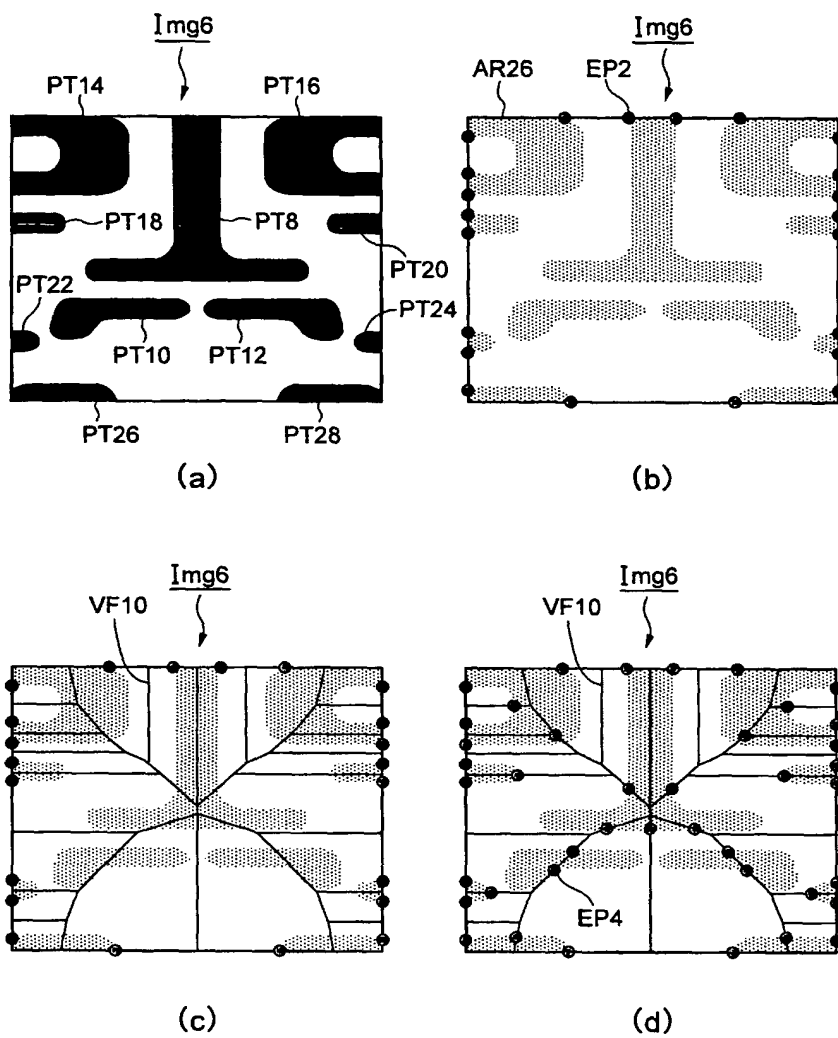 Img6
PT14
PT16
PT18
PT8
PT20
PT22
PT24
PT10
PT12
PT26
PT28
(a)
Img6
AR26
EP2
(b)
Img6
VF10
(c)
Img6
VF10
EP4
(d)